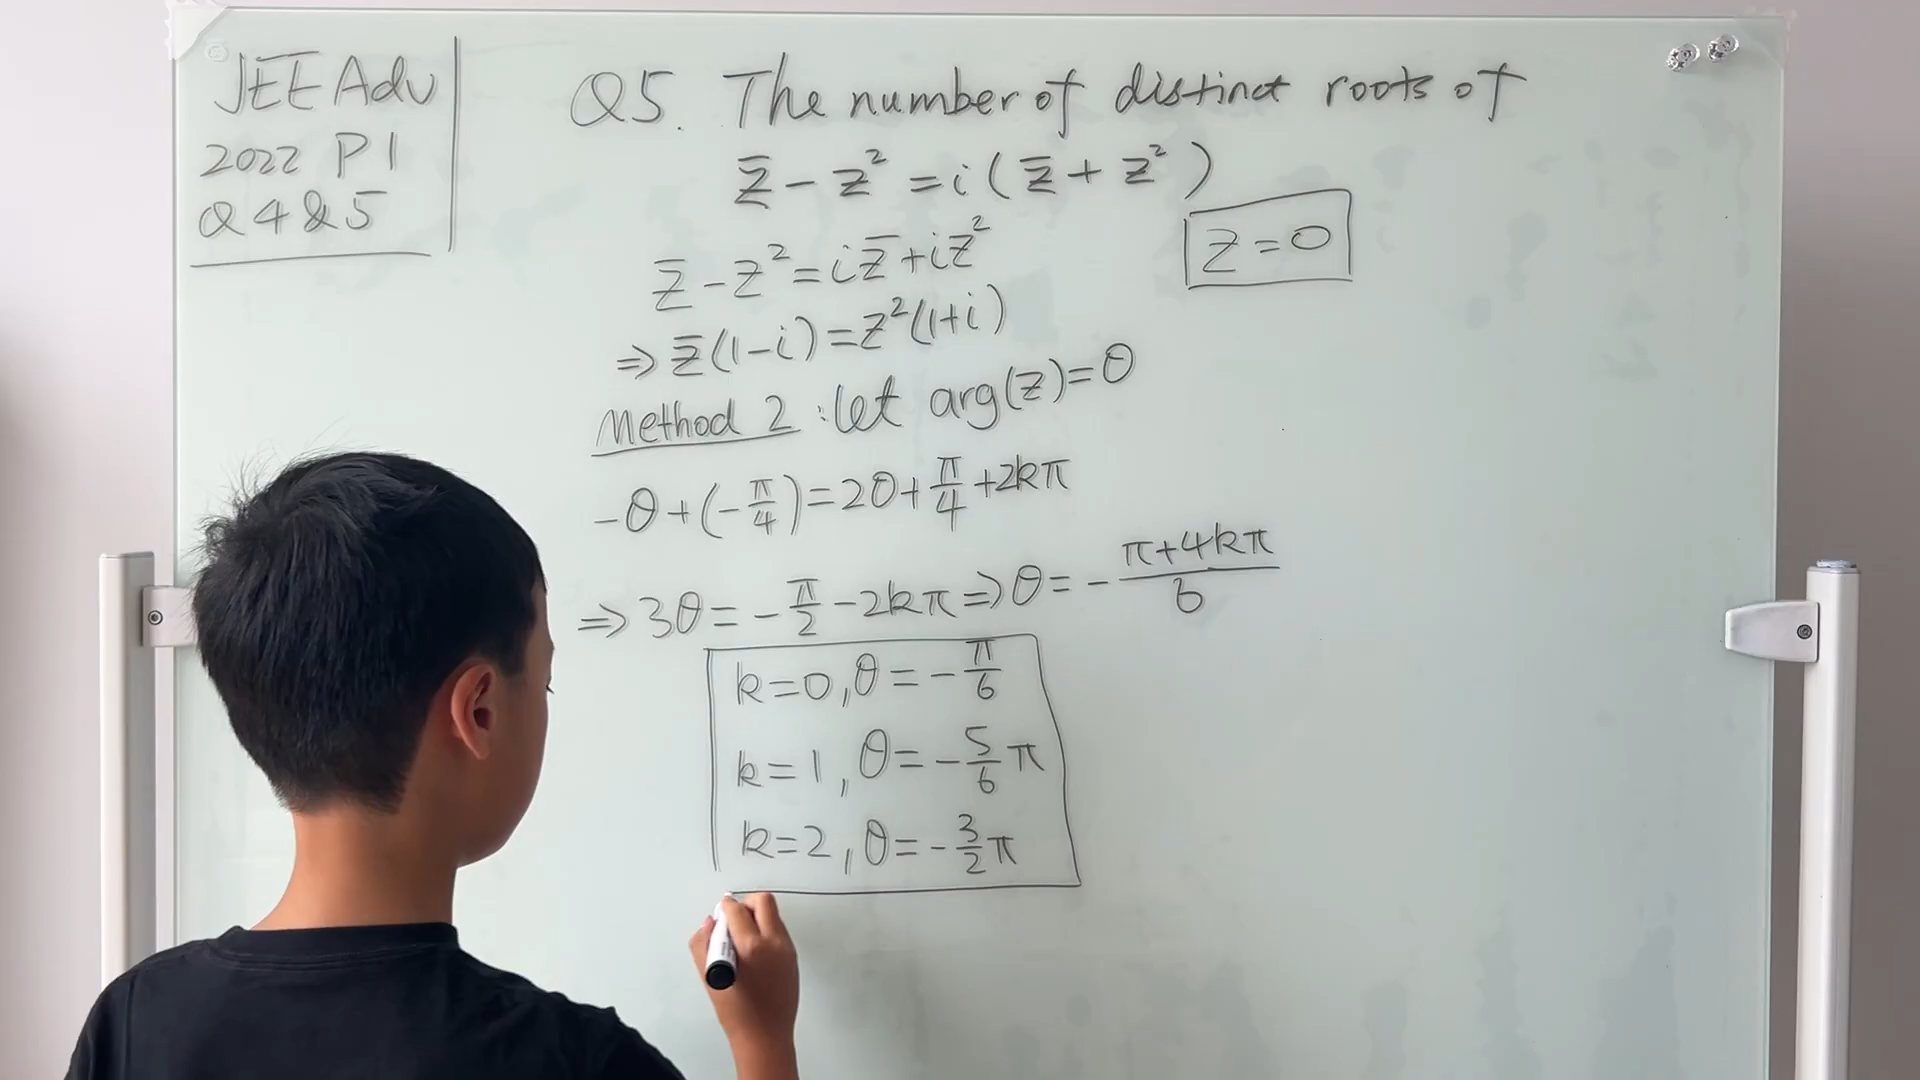 JEE Adv
2022 P1
Q4&5
Q5. The number of distinct roots of
z̄ - z² = i(z̄ + z²)
z = 0
z̄ - z² = iz̄ + iz²
⇒ z̄(1-i) = z²(1+i)
Method 2 : let arg(z) = θ
-θ + (-π/4) = 2θ + π/4 + 2kπ
⇒ 3θ = -π/2 - 2kπ ⇒ θ = - (π+4kπ)/6
k=0, θ = -π/6
k=1, θ = -5/6 π
k=2, θ = -3/2 π